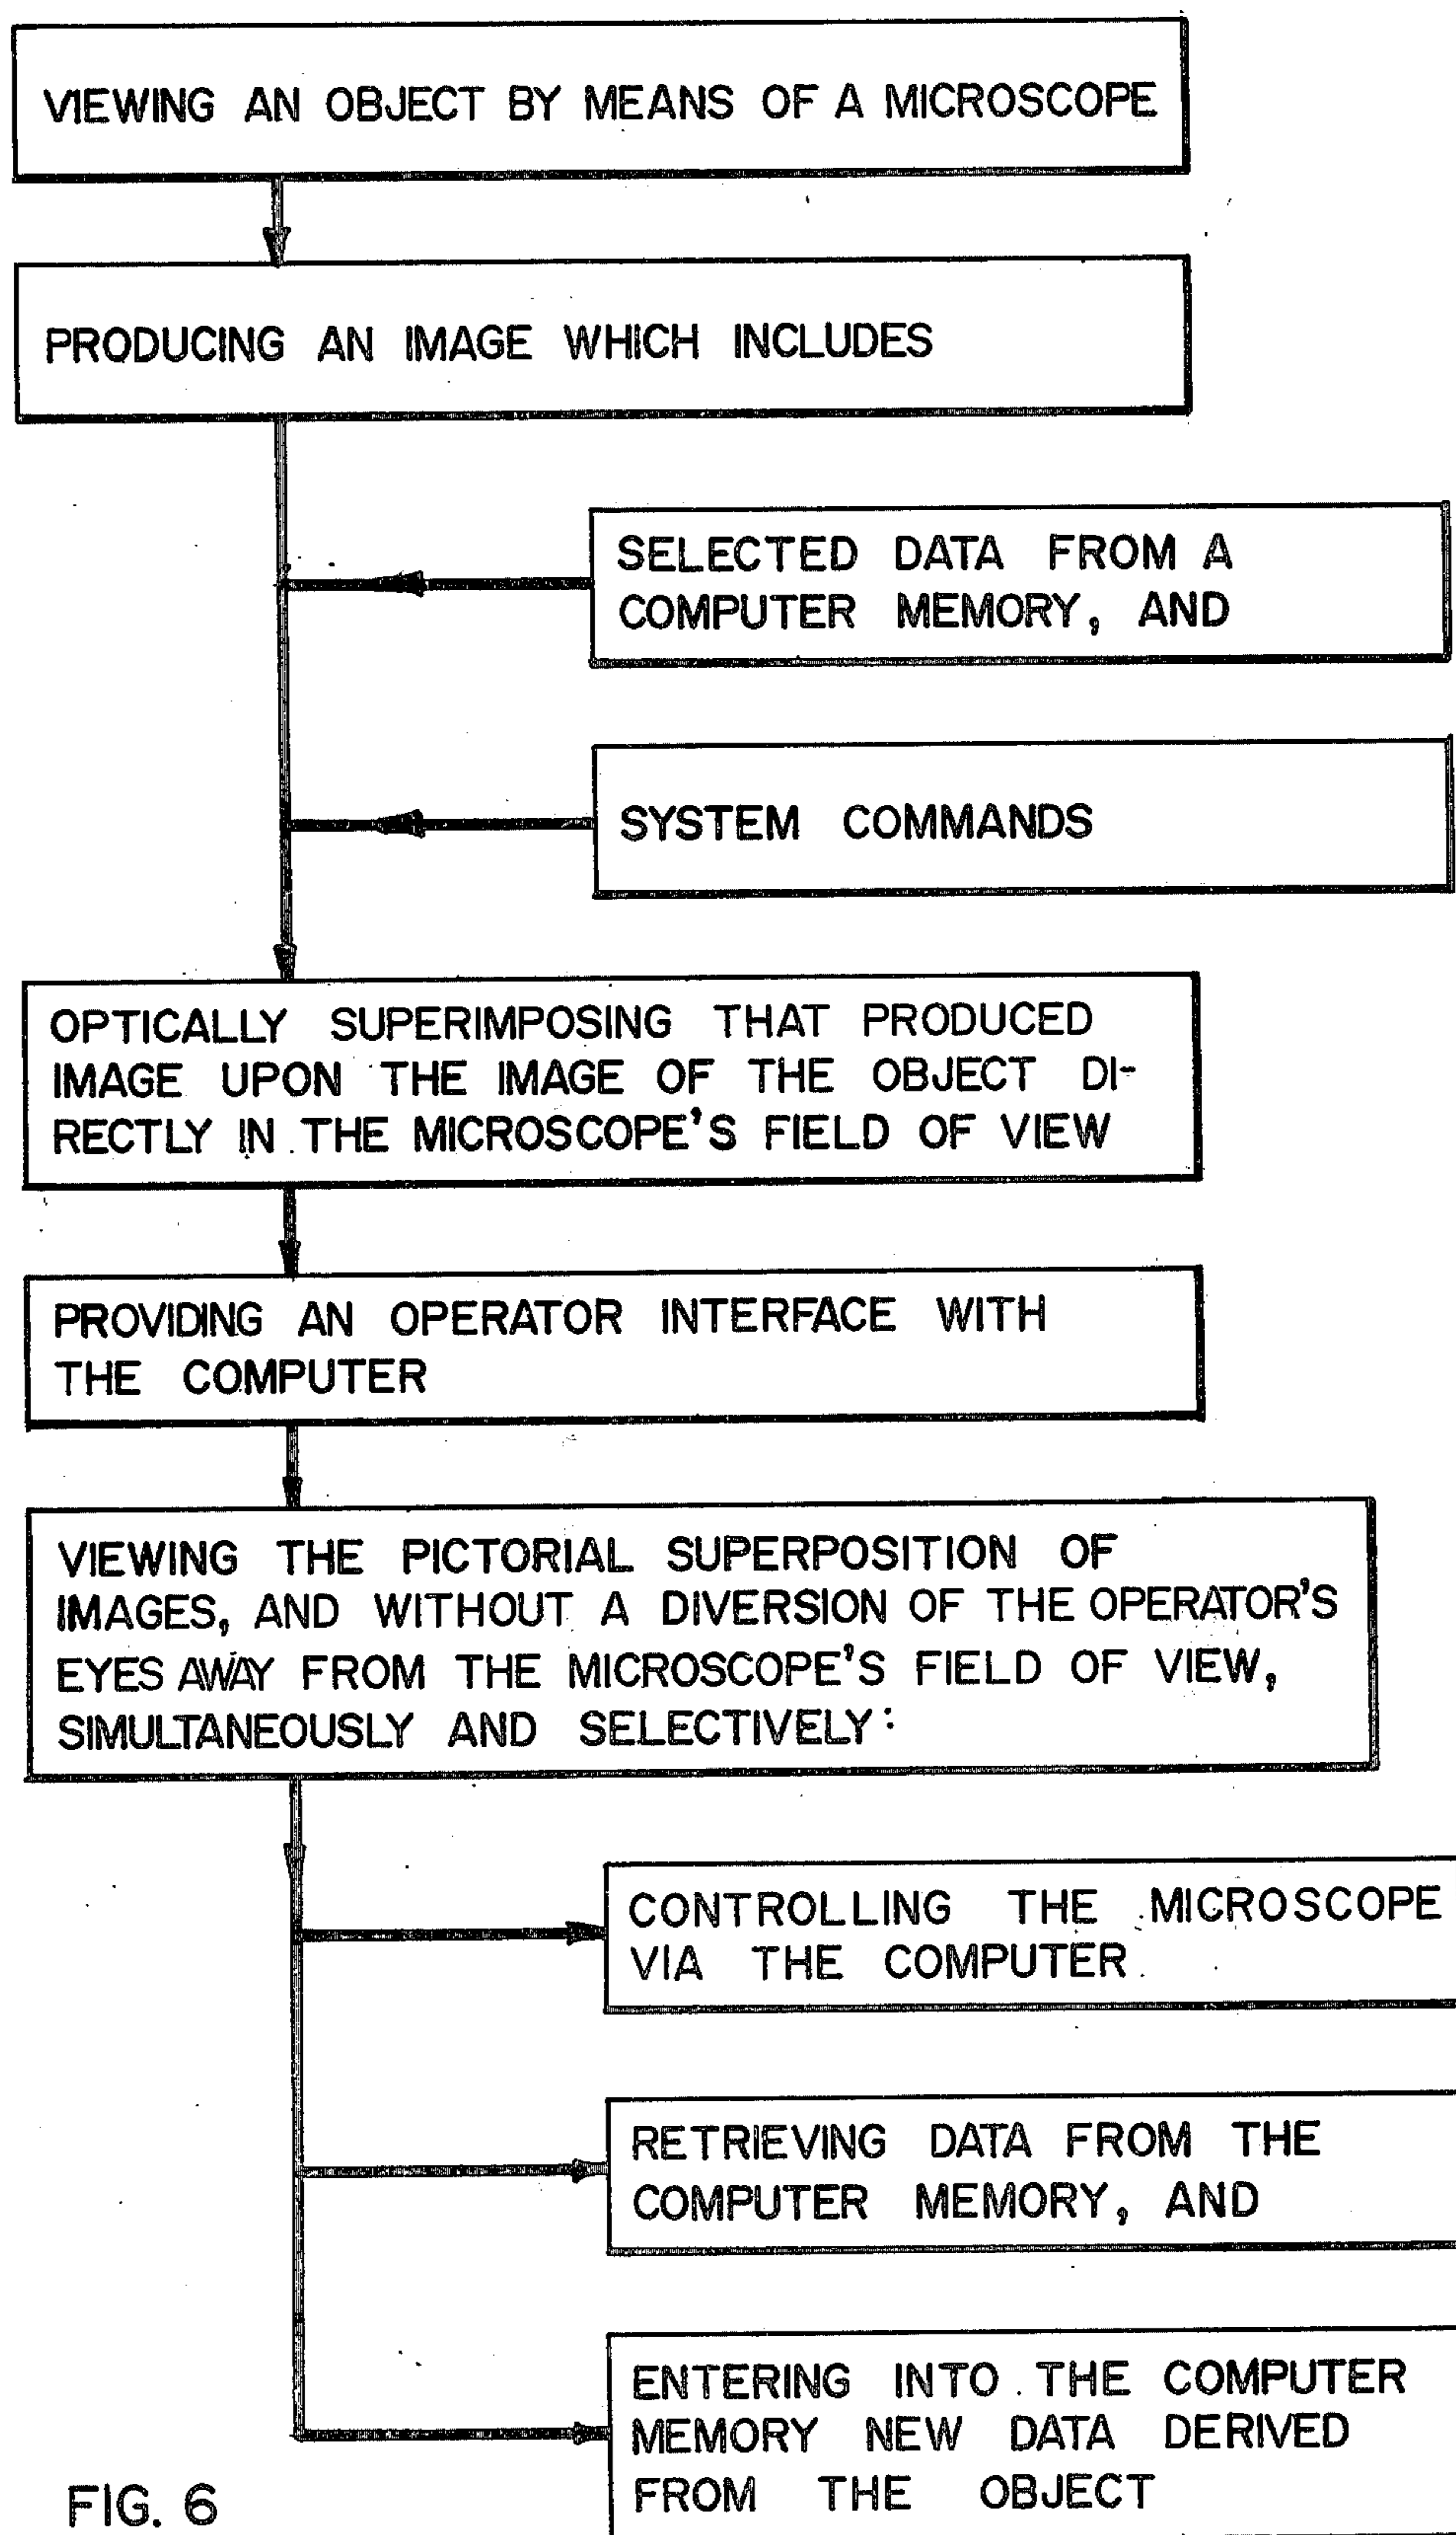 VIEWING AN OBJECT BY MEANS OF A MICROSCOPE
PRODUCING AN IMAGE WHICH INCLUDES
SELECTED DATA FROM A
COMPUTER MEMORY, AND
SYSTEM COMMANDS
OPTICALLY SUPERIMPOSING THAT PRODUCED
IMAGE UPON THE IMAGE OF THE OBJECT DI-
RECTLY IN THE MICROSCOPE'S FIELD OF VIEW
PROVIDING AN OPERATOR INTERFACE WITH
THE COMPUTER
VIEWING THE PICTORIAL SUPERPOSITION OF
IMAGES, AND WITHOUT A DIVERSION OF THE OPERATOR'S
EYES AWAY FROM THE MICROSCOPE'S FIELD OF VIEW,
SIMULTANEOUSLY AND SELECTIVELY:
CONTROLLING THE MICROSCOPE
VIA THE COMPUTER
RETRIEVING DATA FROM THE
COMPUTER MEMORY, AND
ENTERING INTO THE COMPUTER
MEMORY NEW DATA DERIVED
FROM THE OBJECT
FIG. 6